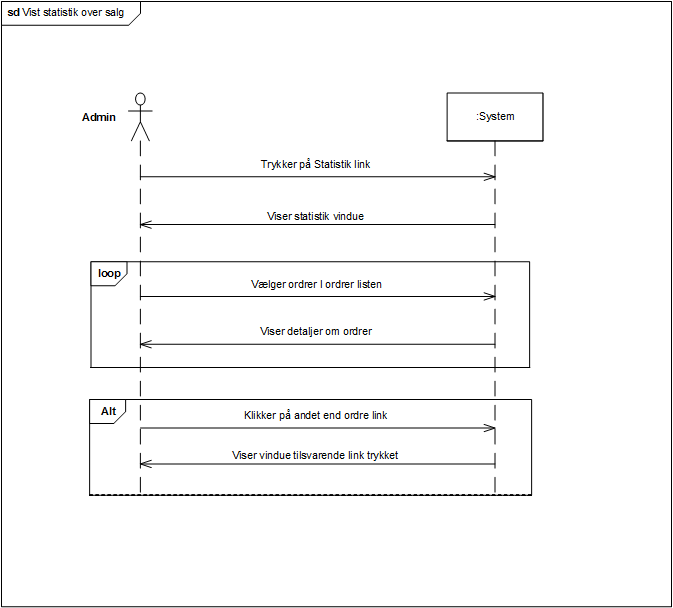 sd Vist statistik over salg
Admin
:System
Trykker på Statistik link
Viser statistik vindue
loop
Vælger ordrer I ordrer listen
Viser detaljer om ordrer
Alt
Klikker på andet end ordre link
Viser vindue tilsvarende link trykket